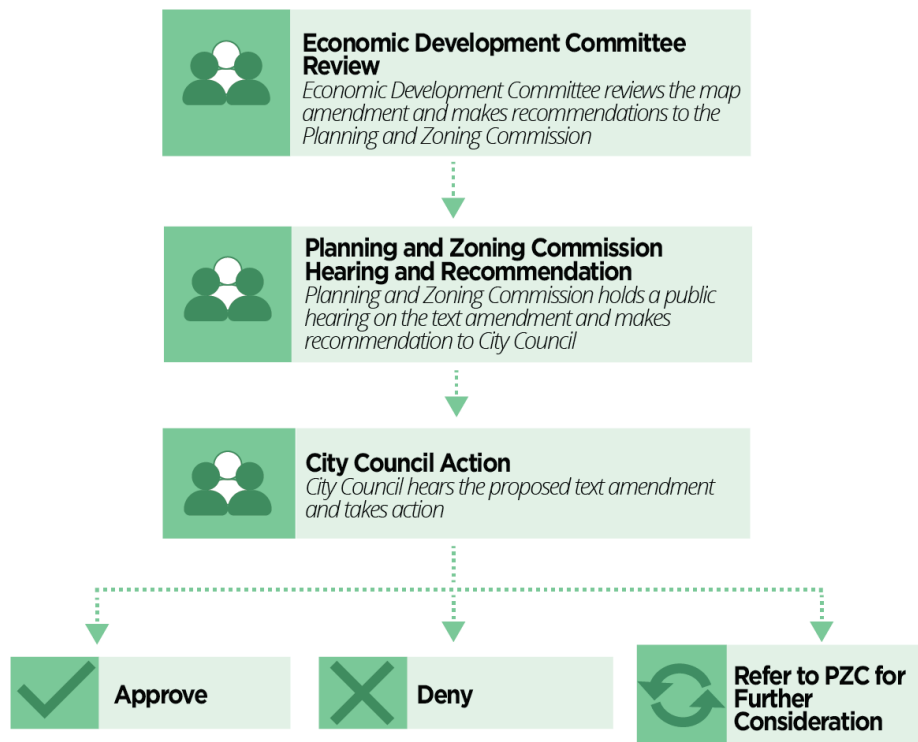 Economic Development Committee
Review
Economic Development Committee reviews the map
amendment and makes recommendations to the
Planning and Zoning Commission
Planning and Zoning Commission
Hearing and Recommendation
Planning and Zoning Commission holds a public
hearing on the text amendment and makes
recommendation to City Council
City Council Action
City Council hears the proposed text amendment
and takes action
Approve
Deny
Refer to PZC for
Further
Consideration